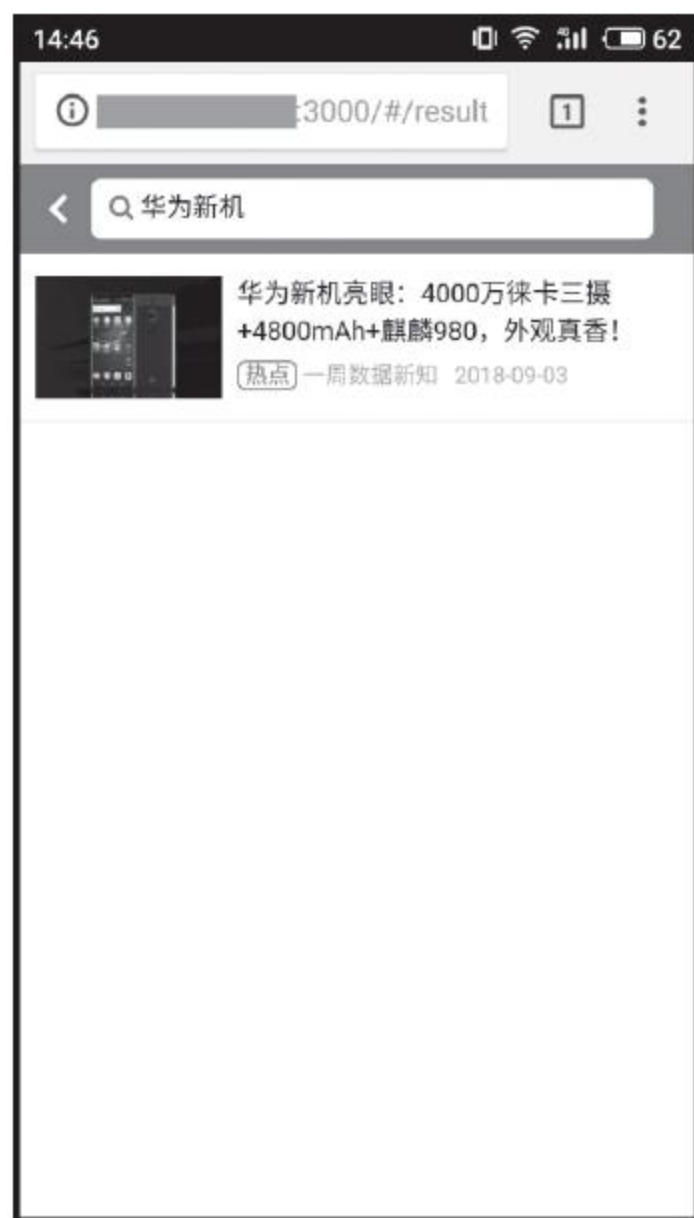 14:46 62
:3000/#/result 1
华为新机
华为新机亮眼：4000万徕卡三摄
+4800mAh+麒麟980，外观真香！
热点 一周数据新知 2018-09-03